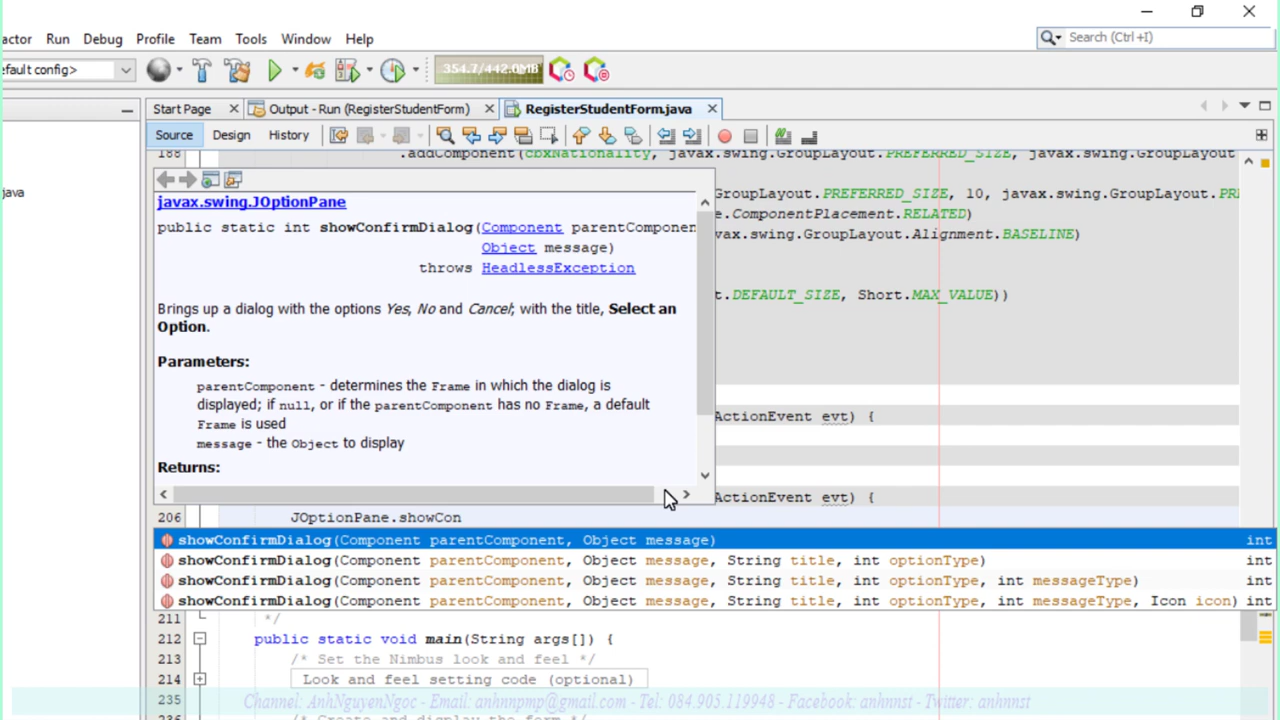 actor Run Debug Profile Team Tools Window Help
Search (Ctrl+I)
efault config>
354.7/442.0MB
Start Page Output - Run (RegisterStudentForm) RegisterStudentForm.java
Source Design History
188 .addComponent(cbxNationality, javax.swing.GroupLayout.PREFERRED_SIZE, javax.swing.GroupLayout
java
GroupLayout.PREFERRED_SIZE, 10, javax.swing.GroupLayout.PRE
javax.swing.JOptionPane
e.ComponentPlacement.RELATED)
public static int showConfirmDialog(Component parentComponen
vax.swing.GroupLayout.Alignment.BASELINE)
Object message)
throws HeadlessException
t.DEFAULT_SIZE, Short.MAX_VALUE))
Brings up a dialog with the options Yes, No and Cancel; with the title, Select an
Option.
Parameters:
parentComponent - determines the Frame in which the dialog is
displayed; if null, or if the parentComponent has no Frame, a default
Frame is used
message - the Object to display
Returns:
ActionEvent evt) {
ActionEvent evt) {
206 JOptionPane.showCon
showConfirmDialog(Component parentComponent, Object message) int
showConfirmDialog(Component parentComponent, Object message, String title, int optionType) int
showConfirmDialog(Component parentComponent, Object message, String title, int optionType, int messageType) int
showConfirmDialog(Component parentComponent, Object message, String title, int optionType, int messageType, Icon icon) int
211 */
212 public static void main(String args[]) {
213 /* Set the Nimbus look and feel */
214 Look and feel setting code (optional)
235
Channel: AnhNguyenNgoc - Email: anhnnpmp@gmail.com - Tel: 084.905.119948 - Facebook: anhnnst - Twitter: anhnnst
236 /* Create and display the form */